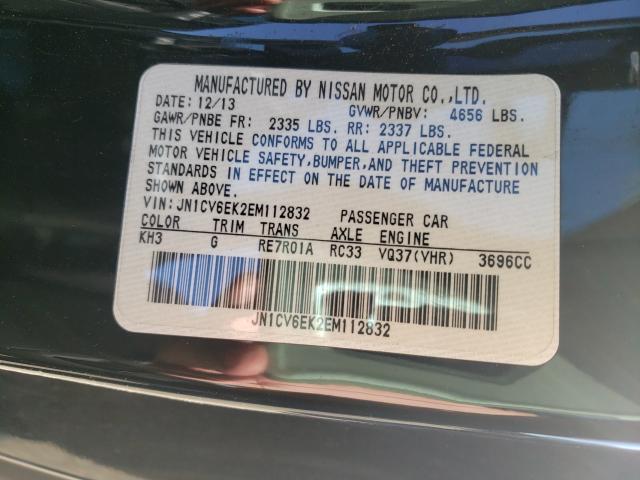 MANUFACTURED BY NISSAN MOTOR CO.,LTD.
DATE: 12/13 GVWR/PNBV: 4656 LBS.
GAWR/PNBE FR: 2335 LBS. RR: 2337 LBS.
THIS VEHICLE CONFORMS TO ALL APPLICABLE FEDERAL
MOTOR VEHICLE SAFETY,BUMPER,AND THEFT PREVENTION
STANDARDS IN EFFECT ON THE DATE OF MANUFACTURE
SHOWN ABOVE.
VIN:JN1CV6EK2EM112832 PASSENGER CAR
COLOR TRIM TRANS AXLE ENGINE
KH3 G RE7R01A RC33 VQ37(VHR) 3696CC
JN1CV6EK2EM112832